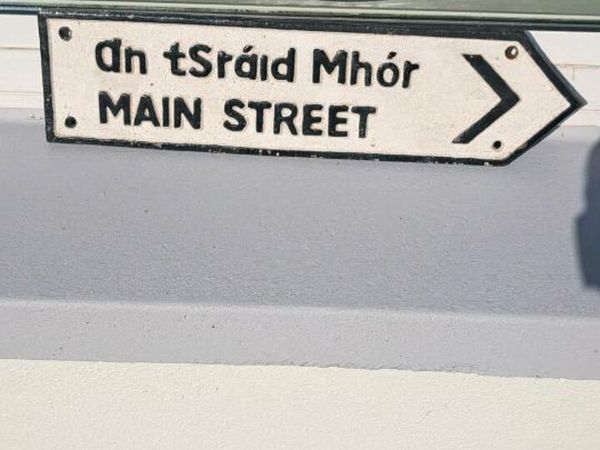 an tSráid Mhór
MAIN STREET